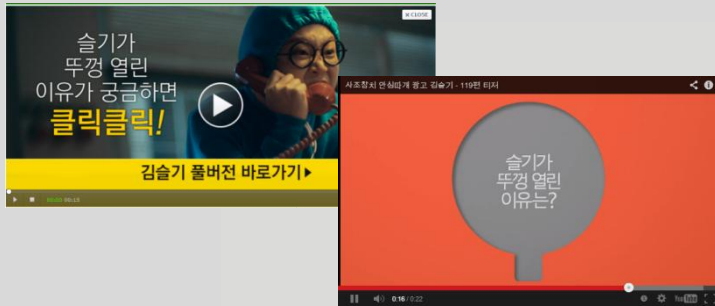 × CLOSE
슬기가
뚜껑 열린
이유가 궁금하면
클릭클릭!
김슬기 풀버전 바로가기▶
00:15
사조참치 안심따개 광고 김슬기 - 119편 티저
슬기가
뚜껑 열린
이유는?
0:16 / 0:22
YouTube